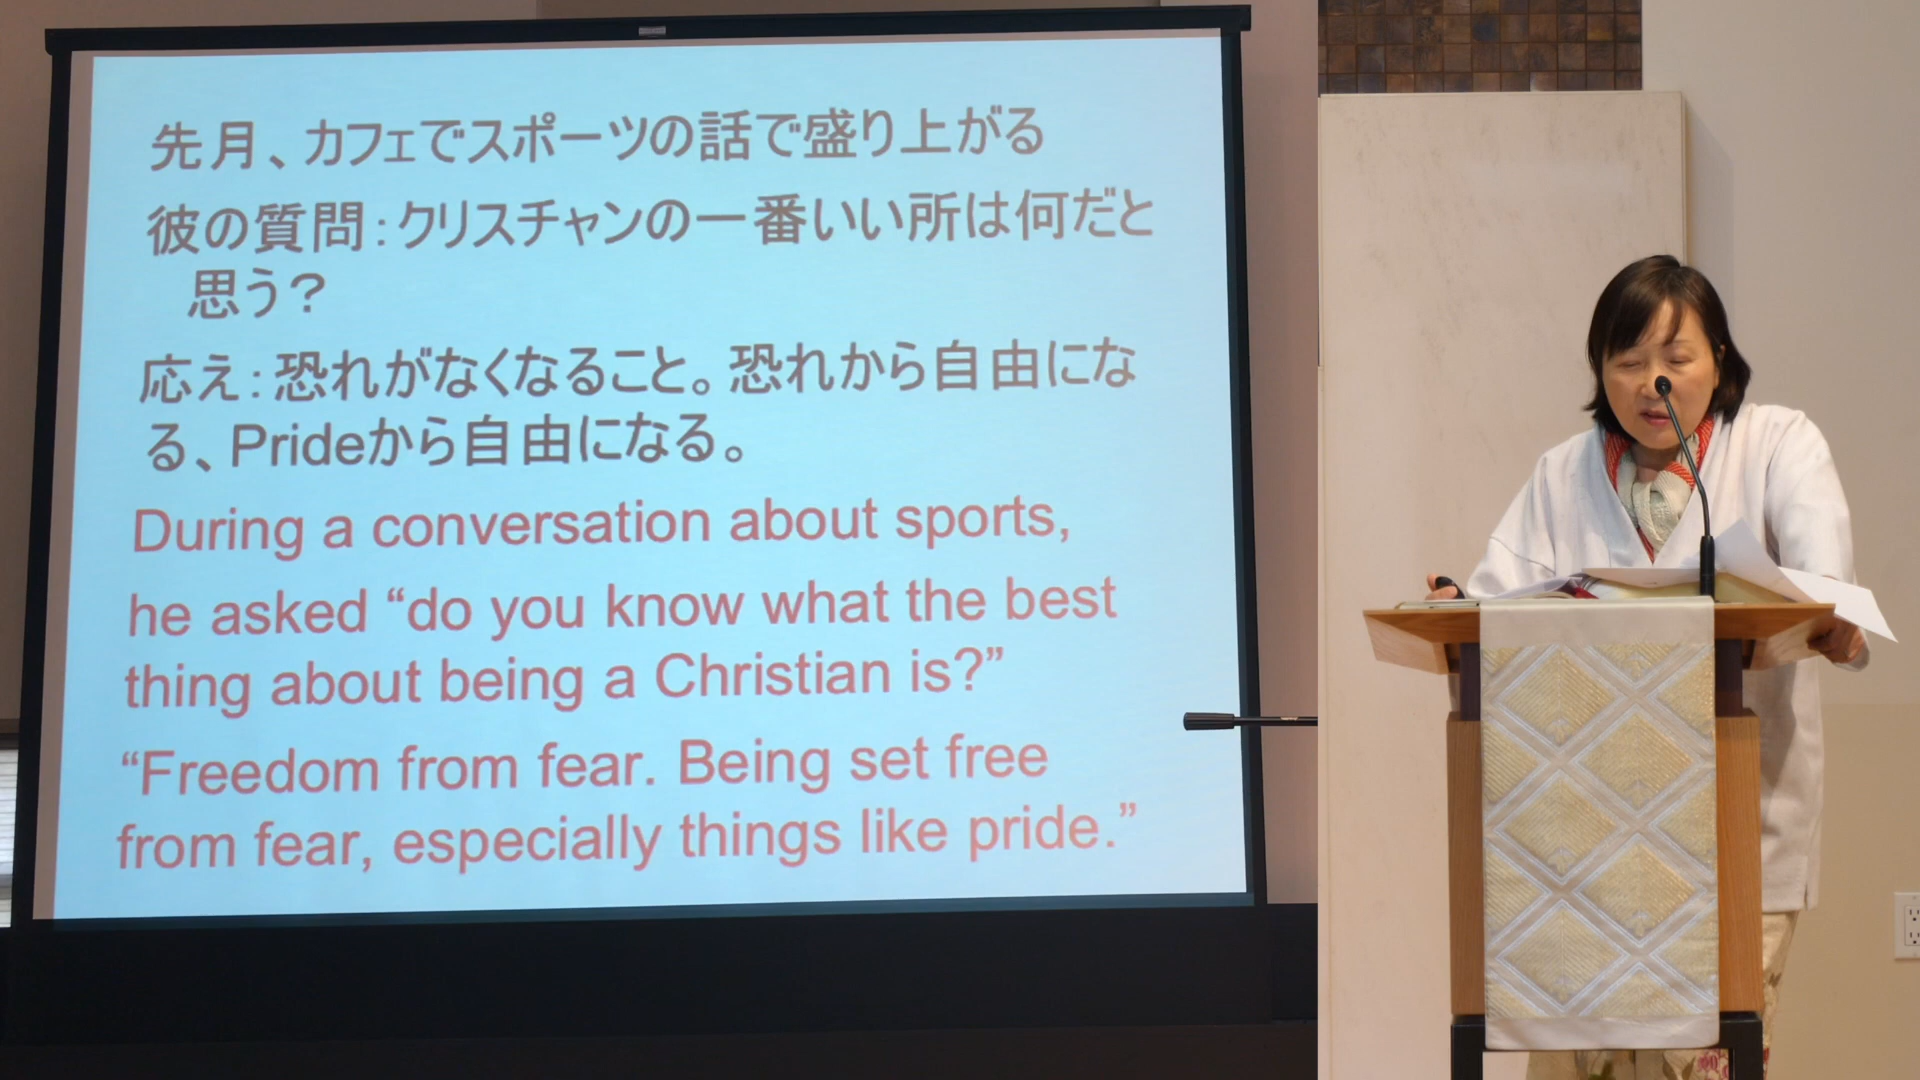 先月、カフェでスポーツの話で盛り上がる
彼の質問：クリスチャンの一番いい所は何だと
思う？
応え：恐れがなくなること。恐れから自由にな
る、Prideから自由になる。
During a conversation about sports,
he asked “do you know what the best
thing about being a Christian is?”
“Freedom from fear. Being set free
from fear, especially things like pride.”